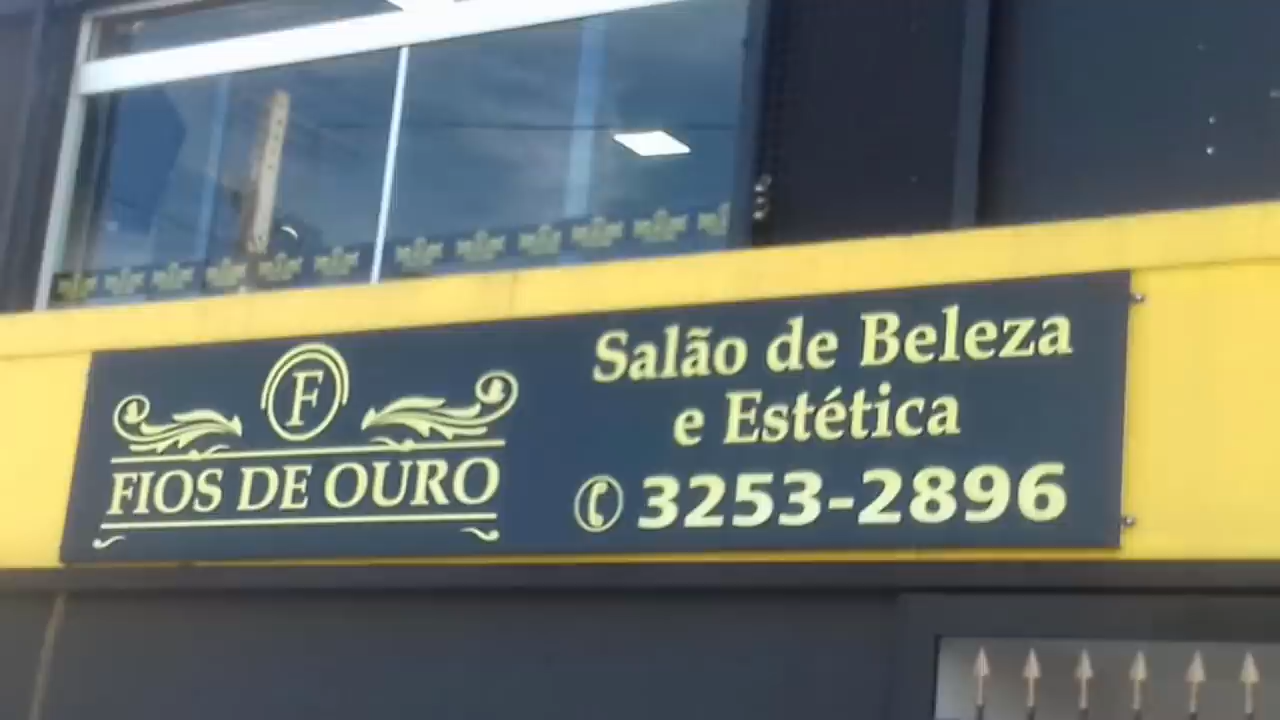 F
FIOS DE OURO
Salão de Beleza
e Estética
3253-2896